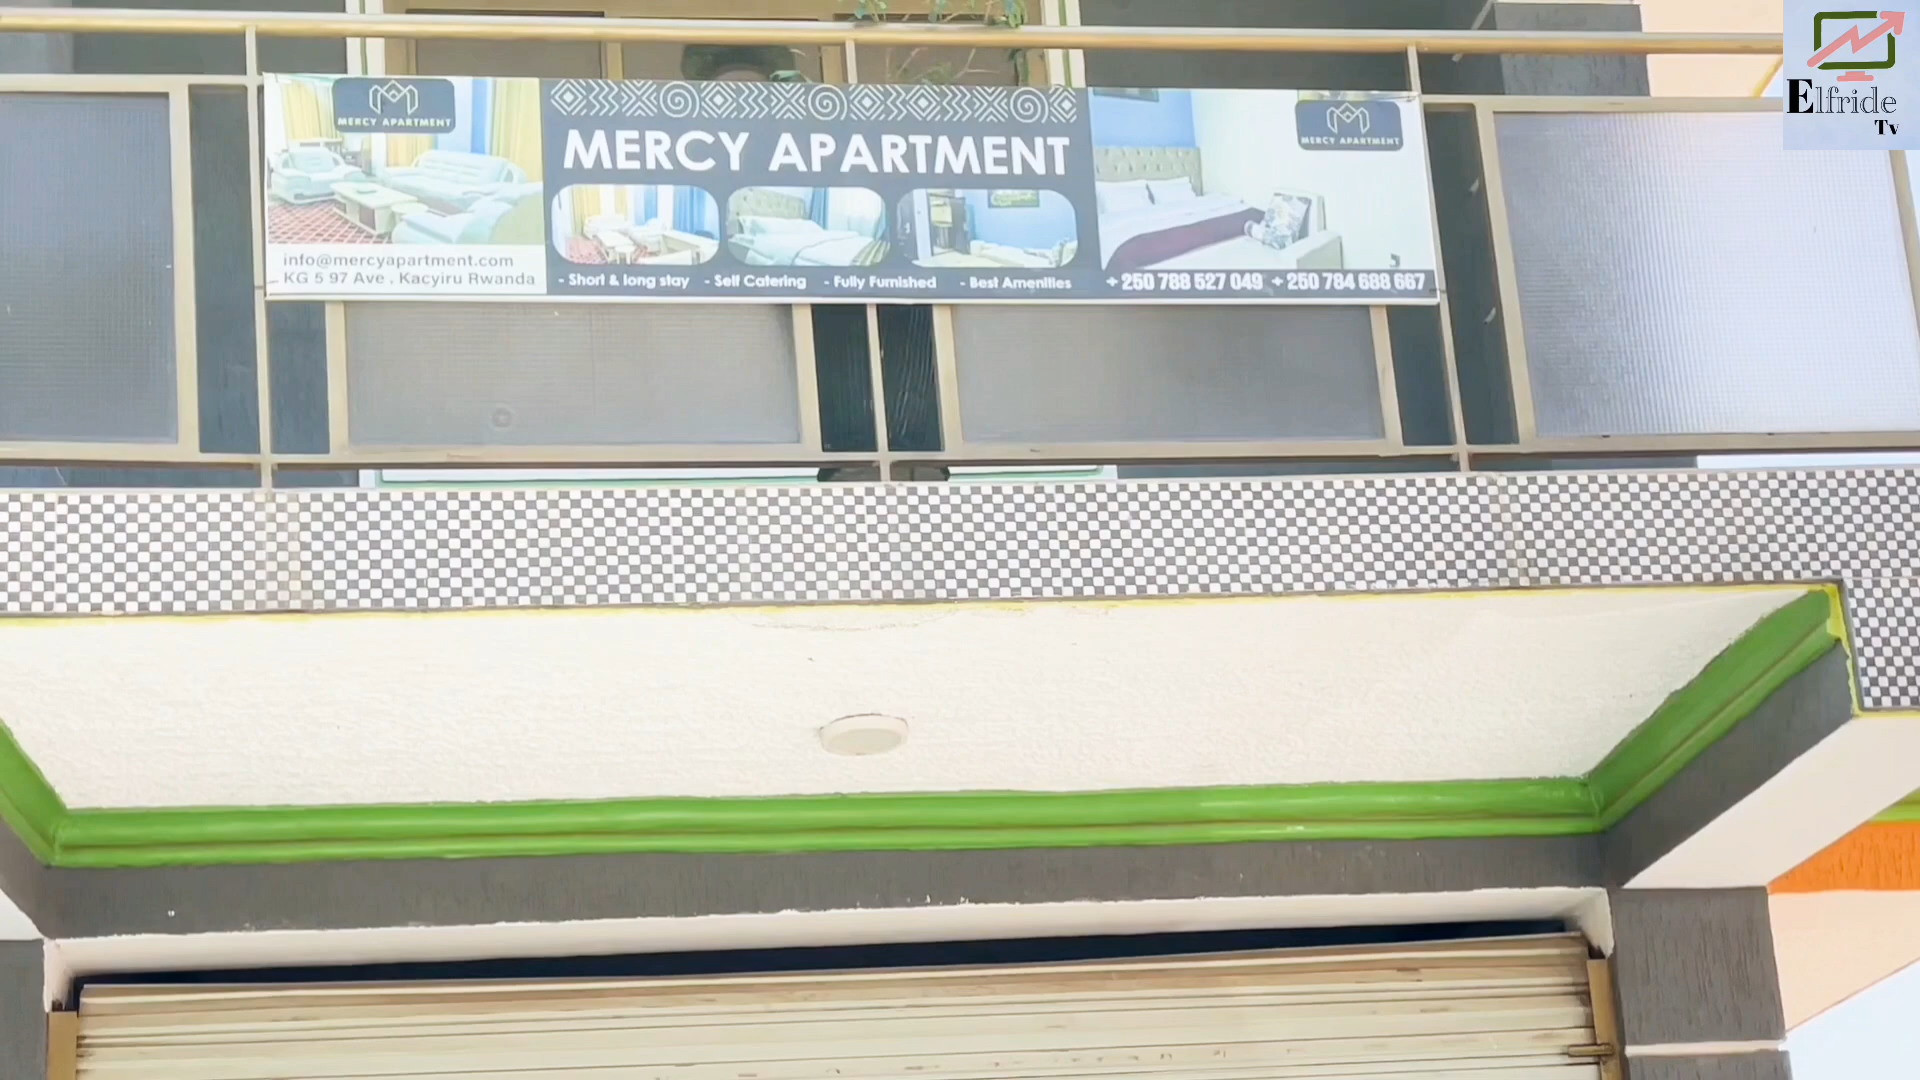 MERCY APARTMENT
MERCY APARTMENT
MERCY APARTMENT
info@mercyapartment.com
KG 5 97 Ave , Kacyiru Rwanda
- Short & long stay - Self Catering - Fully Furnished - Best Amenities
+ 250 788 527 049 + 250 784 688 667
Elfride
Tv